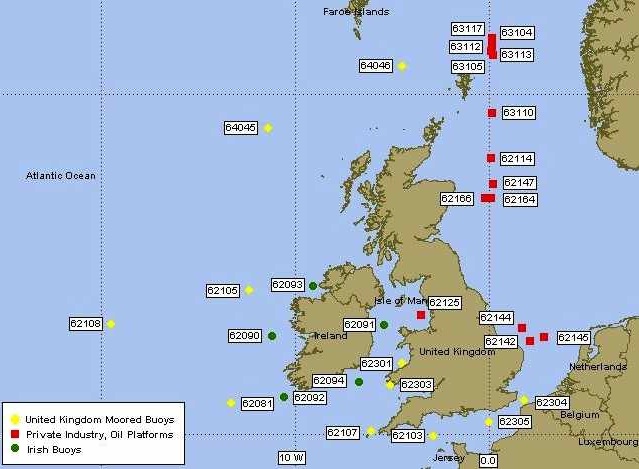 Faroe Islands
63117
63104
63112
63113
64046
63105
63110
64045
62114
Atlantic Ocean
62147
62166
62164
62093
62105
Isle of Man
62125
62108
62144
62091
62090
Ireland
62145
62142
United Kingdom
62301
Netherlands
62094
62303
62092
62081
62304
Belgium
62305
62107
62103
Luxembourg
Jersey
10 W
0.0
United Kingdom Moored Buoys
Private Industry, Oil Platforms
Irish Buoys